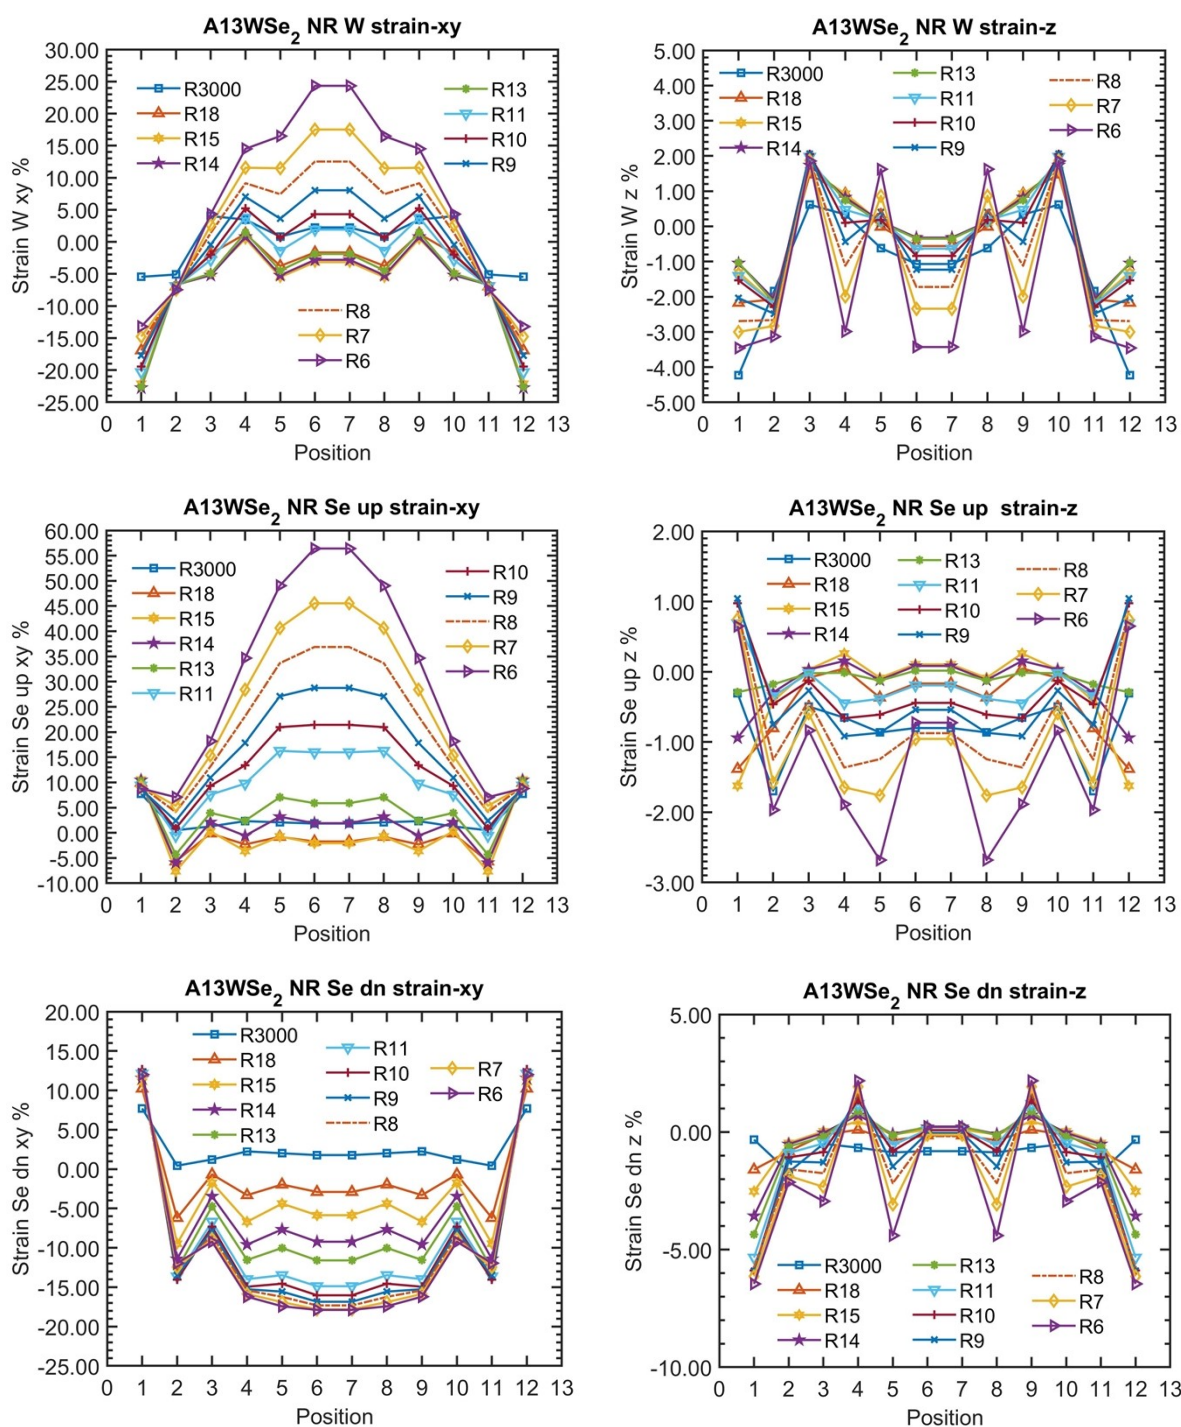 A13WSe2 NR W strain-xy
30.00
25.00
20.00
15.00
10.00
5.00
0.00
-5.00
-10.00
-15.00
-20.00
-25.00
Strain W xy %
R3000
R18
R15
R14
R13
R11
R10
R9
R8
R7
R6
0 1 2 3 4 5 6 7 8 9 10 11 12 13
Position
A13WSe2 NR W strain-z
5.00
4.00
3.00
2.00
1.00
0.00
-1.00
-2.00
-3.00
-4.00
-5.00
Strain W z %
R3000
R18
R15
R14
R13
R11
R10
R9
R8
R7
R6
0 1 2 3 4 5 6 7 8 9 10 11 12 13
Position
A13WSe2 NR Se up strain-xy
60.00
55.00
50.00
45.00
40.00
35.00
30.00
25.00
20.00
15.00
10.00
5.00
0.00
-5.00
-10.00
Strain Se up xy %
R3000
R18
R15
R14
R13
R11
R10
R9
R8
R7
R6
0 1 2 3 4 5 6 7 8 9 10 11 12 13
Position
A13WSe2 NR Se up strain-z
2.00
1.00
0.00
-1.00
-2.00
-3.00
Strain Se up z %
R3000
R18
R15
R14
R13
R11
R10
R9
R8
R7
R6
0 1 2 3 4 5 6 7 8 9 10 11 12 13
Position
A13WSe2 NR Se dn strain-xy
20.00
15.00
10.00
5.00
0.00
-5.00
-10.00
-15.00
-20.00
-25.00
Strain Se dn xy %
R3000
R18
R15
R14
R13
R11
R10
R9
R8
R7
R6
0 1 2 3 4 5 6 7 8 9 10 11 12 13
Position
A13WSe2 NR Se dn strain-z
5.00
0.00
-5.00
-10.00
Strain Se dn z %
R3000
R18
R15
R14
R13
R11
R10
R9
R8
R7
R6
0 1 2 3 4 5 6 7 8 9 10 11 12 13
Position